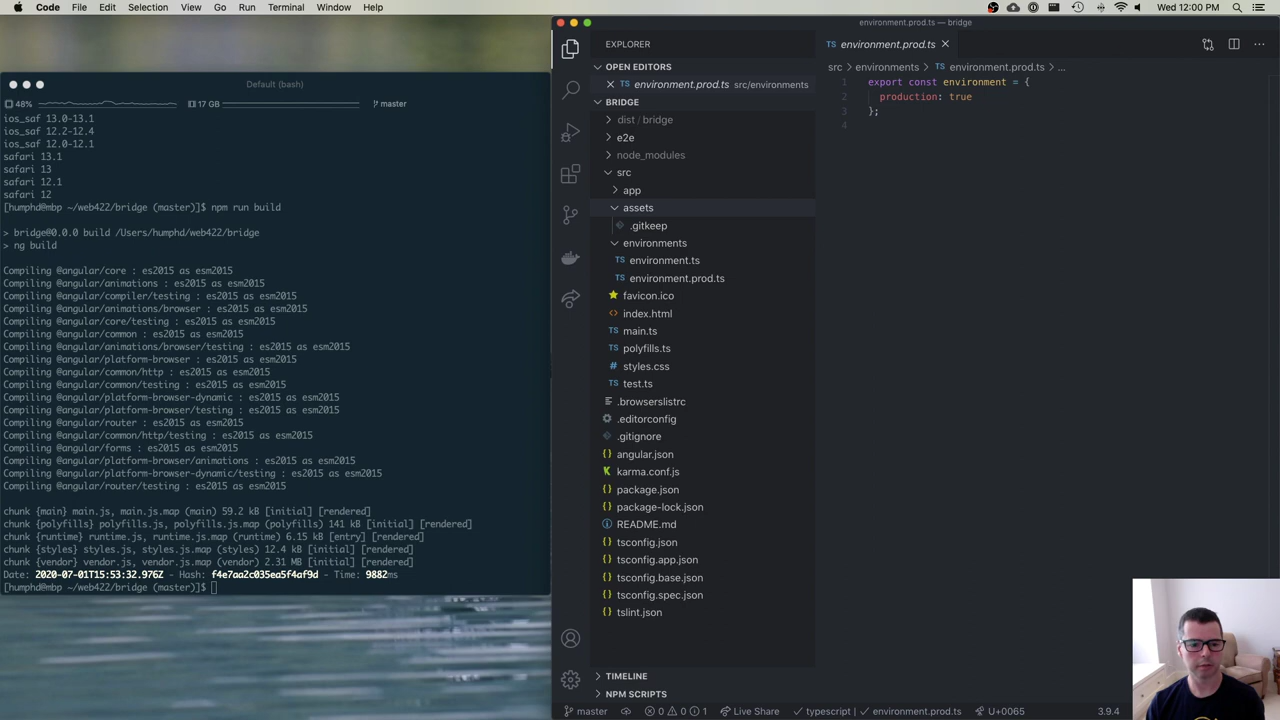 Code File Edit Selection View Go Run Terminal Window Help
Wed 12:00 PM
Default (bash)
48% 17 GB master
ios_saf 13.0-13.1
ios_saf 12.2-12.4
ios_saf 12.0-12.1
safari 13.1
safari 13
safari 12.1
safari 12
[humphd@mbp ~/web422/bridge (master)]$ npm run build
> bridge@0.0.0 build /Users/humphd/web422/bridge
> ng build
Compiling @angular/core : es2015 as esm2015
Compiling @angular/animations : es2015 as esm2015
Compiling @angular/compiler/testing : es2015 as esm2015
Compiling @angular/animations/browser : es2015 as esm2015
Compiling @angular/core/testing : es2015 as esm2015
Compiling @angular/common : es2015 as esm2015
Compiling @angular/animations/browser/testing : es2015 as esm2015
Compiling @angular/platform-browser : es2015 as esm2015
Compiling @angular/common/http : es2015 as esm2015
Compiling @angular/common/testing : es2015 as esm2015
Compiling @angular/platform-browser-dynamic : es2015 as esm2015
Compiling @angular/platform-browser/testing : es2015 as esm2015
Compiling @angular/router : es2015 as esm2015
Compiling @angular/common/http/testing : es2015 as esm2015
Compiling @angular/forms : es2015 as esm2015
Compiling @angular/platform-browser/animations : es2015 as esm2015
Compiling @angular/platform-browser-dynamic/testing : es2015 as esm2015
Compiling @angular/router/testing : es2015 as esm2015
chunk {main} main.js, main.js.map (main) 59.2 kB [initial] [rendered]
chunk {polyfills} polyfills.js, polyfills.js.map (polyfills) 141 kB [initial] [rendered]
chunk {runtime} runtime.js, runtime.js.map (runtime) 6.15 kB [entry] [rendered]
chunk {styles} styles.js, styles.js.map (styles) 12.4 kB [initial] [rendered]
chunk {vendor} vendor.js, vendor.js.map (vendor) 2.31 MB [initial] [rendered]
Date: 2020-07-01T15:53:32.976Z - Hash: f4e7aa2c035ea5f4af9d - Time: 9882ms
[humphd@mbp ~/web422/bridge (master)]$
environment.prod.ts — bridge
EXPLORER
OPEN EDITORS
TS environment.prod.ts src/environments
BRIDGE
dist / bridge
e2e
node_modules
src
app
assets
.gitkeep
environments
TS environment.ts
TS environment.prod.ts
favicon.ico
<> index.html
TS main.ts
TS polyfills.ts
# styles.css
TS test.ts
.browserslistrc
.editorconfig
.gitignore
{} angular.json
karma.conf.js
{} package.json
{} package-lock.json
README.md
{} tsconfig.json
{} tsconfig.app.json
{} tsconfig.base.json
{} tsconfig.spec.json
{} tslint.json
TIMELINE
NPM SCRIPTS
TS environment.prod.ts
src > environments > TS environment.prod.ts > ...
1 export const environment = {
2 production: true
3 };
4
master 0 0 1 Live Share typescript | environment.prod.ts U+0065 3.9.4